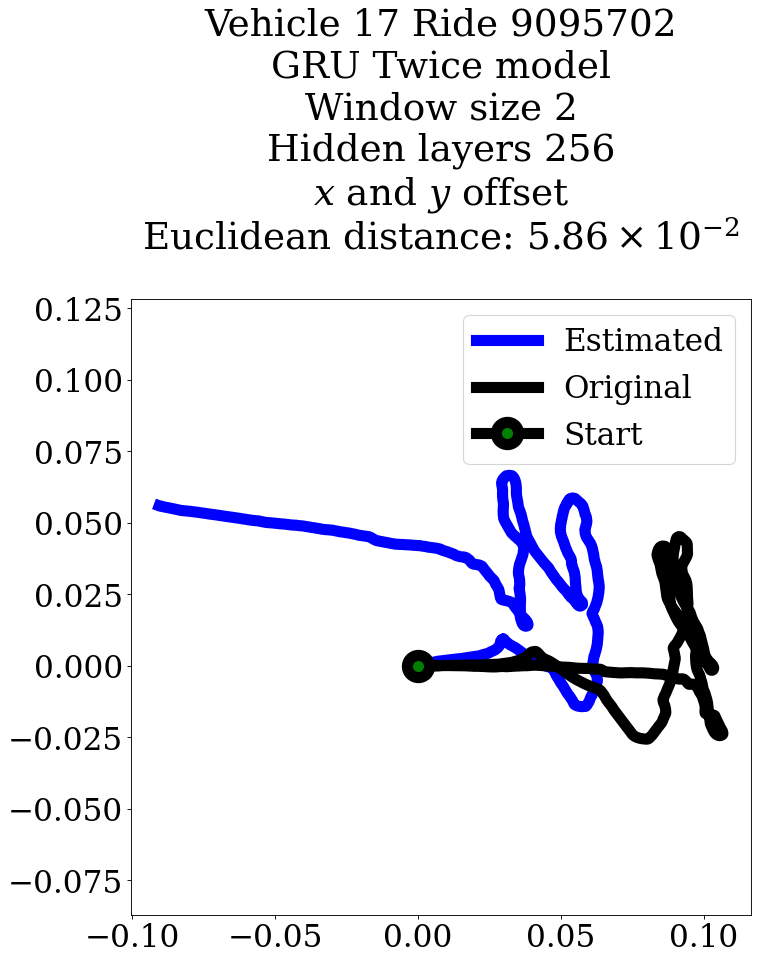 Vehicle 17 Ride 9095702
GRU Twice model
Window size 2
Hidden layers 256
x and y offset
Euclidean distance: 5.86 × 10⁻²
0.125
0.100
0.075
0.050
0.025
0.000
−0.025
−0.050
−0.075
Estimated
Original
Start
−0.10
−0.05
0.00
0.05
0.10